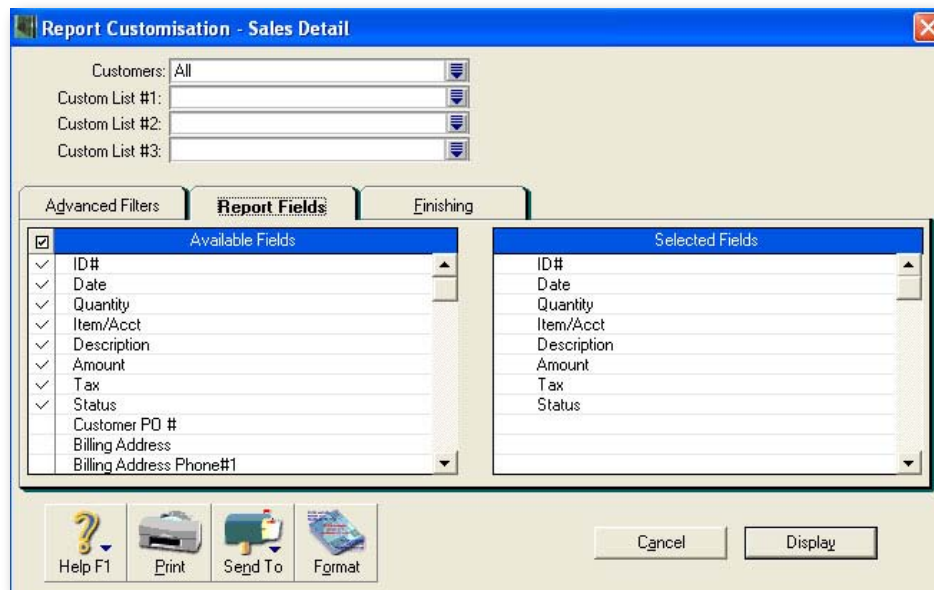 Report Customisation - Sales Detail
Customers: All
Custom List #1:
Custom List #2:
Custom List #3:
Advanced Filters
Report Fields
Finishing
Available Fields
ID#
Date
Quantity
Item/Acct
Description
Amount
Tax
Status
Customer PO #
Billing Address
Billing Address Phone#1
Selected Fields
ID#
Date
Quantity
Item/Acct
Description
Amount
Tax
Status
Help F1
Print
Send To
Format
Cancel
Display